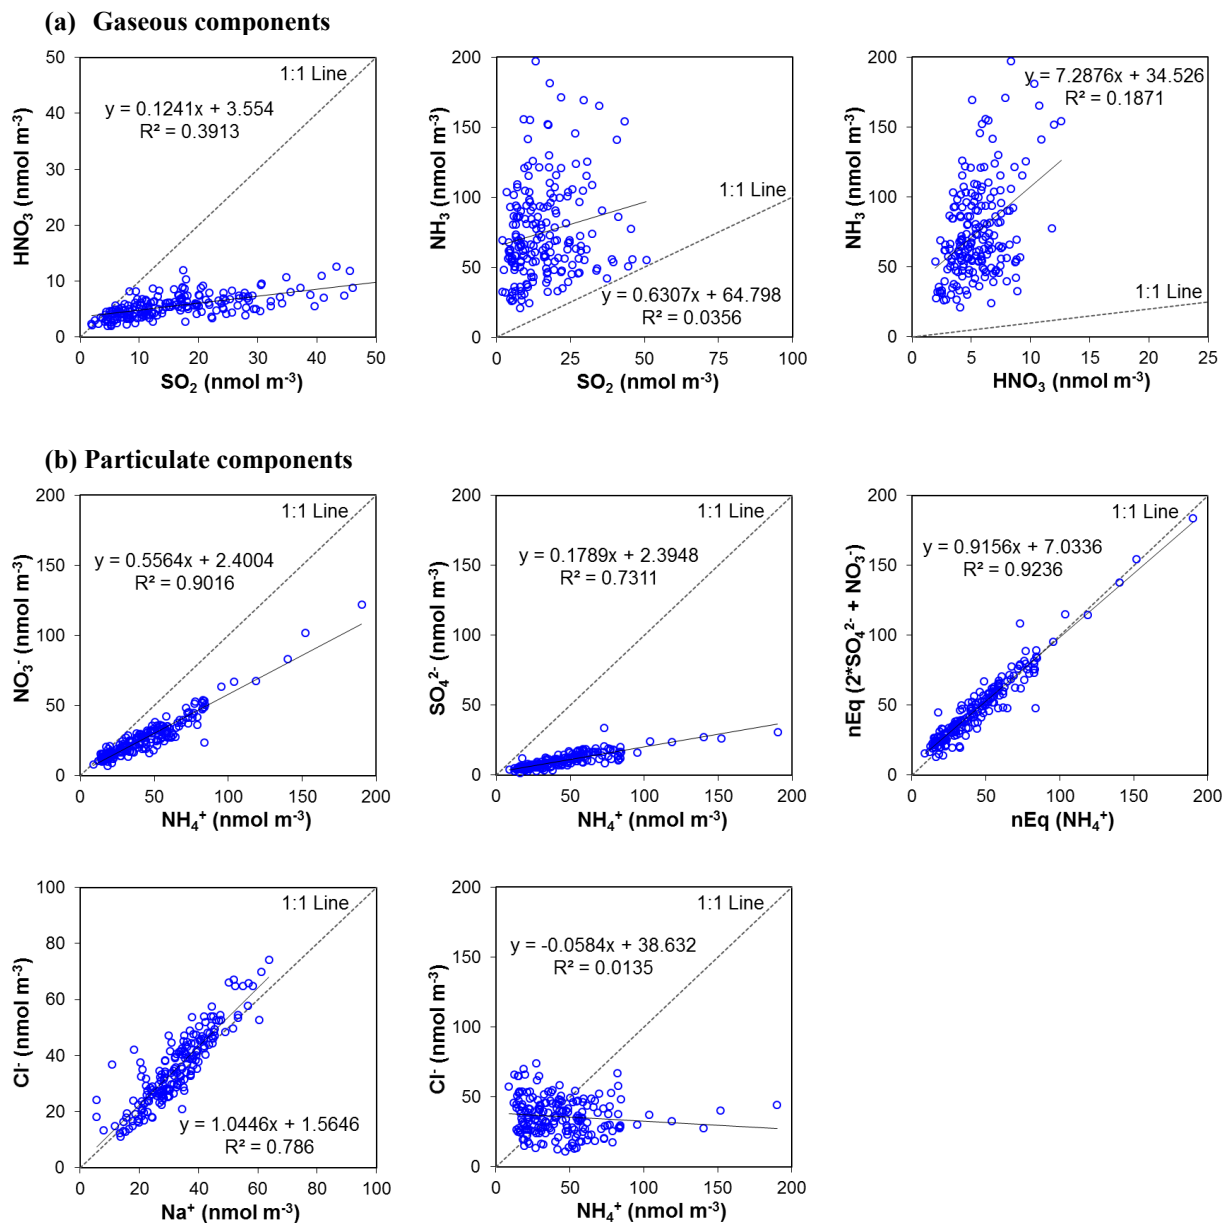 (a) Gaseous components
50
40
30
20
10
0
HNO₃ (nmol m⁻³)
1:1 Line
y = 0.1241x + 3.554
R² = 0.3913
0 10 20 30 40 50
SO₂ (nmol m⁻³)
200
150
100
50
0
NH₃ (nmol m⁻³)
1:1 Line
y = 0.6307x + 64.798
R² = 0.0356
0 25 50 75 100
SO₂ (nmol m⁻³)
200
150
100
50
0
NH₃ (nmol m⁻³)
y = 7.2876x + 34.526
R² = 0.1871
1:1 Line
0 5 10 15 20 25
HNO₃ (nmol m⁻³)
(b) Particulate components
200
150
100
50
0
NO₃⁻ (nmol m⁻³)
1:1 Line
y = 0.5564x + 2.4004
R² = 0.9016
0 50 100 150 200
NH₄⁺ (nmol m⁻³)
200
150
100
50
0
SO₄²⁻ (nmol m⁻³)
1:1 Line
y = 0.1789x + 2.3948
R² = 0.7311
0 50 100 150 200
NH₄⁺ (nmol m⁻³)
200
150
100
50
0
nEq (2*SO₄²⁻ + NO₃⁻)
1:1 Line
y = 0.9156x + 7.0336
R² = 0.9236
0 50 100 150 200
nEq (NH₄⁺)
100
80
60
40
20
0
Cl⁻ (nmol m⁻³)
1:1 Line
y = 1.0446x + 1.5646
R² = 0.786
0 20 40 60 80 100
Na⁺ (nmol m⁻³)
200
150
100
50
0
Cl⁻ (nmol m⁻³)
1:1 Line
y = -0.0584x + 38.632
R² = 0.0135
0 50 100 150 200
NH₄⁺ (nmol m⁻³)